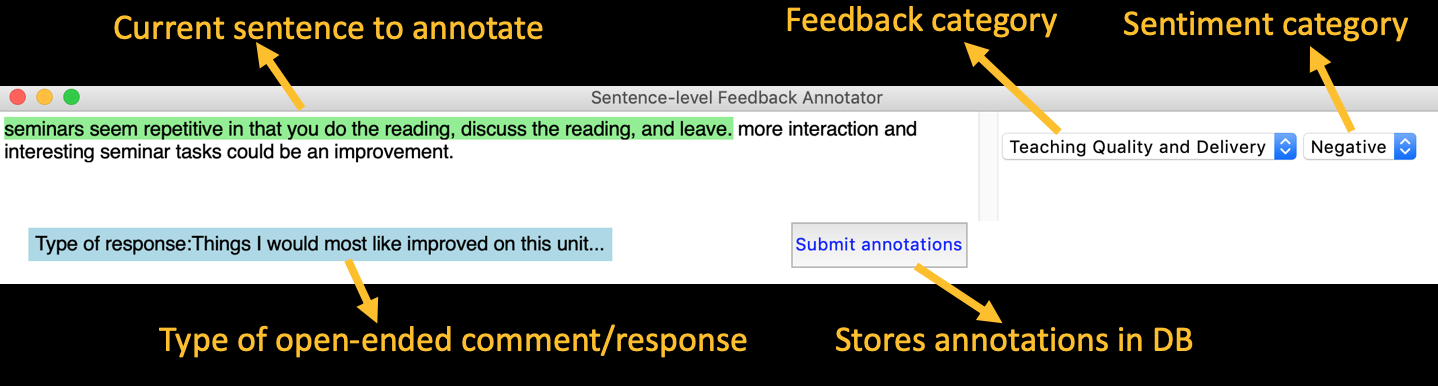 Current sentence to annotate
Feedback category
Sentiment category
Sentence-level Feedback Annotator
seminars seem repetitive in that you do the reading, discuss the reading, and leave. more interaction and
interesting seminar tasks could be an improvement.
Teaching Quality and Delivery
Negative
Type of response:Things I would most like improved on this unit...
Submit annotations
Type of open-ended comment/response
Stores annotations in DB